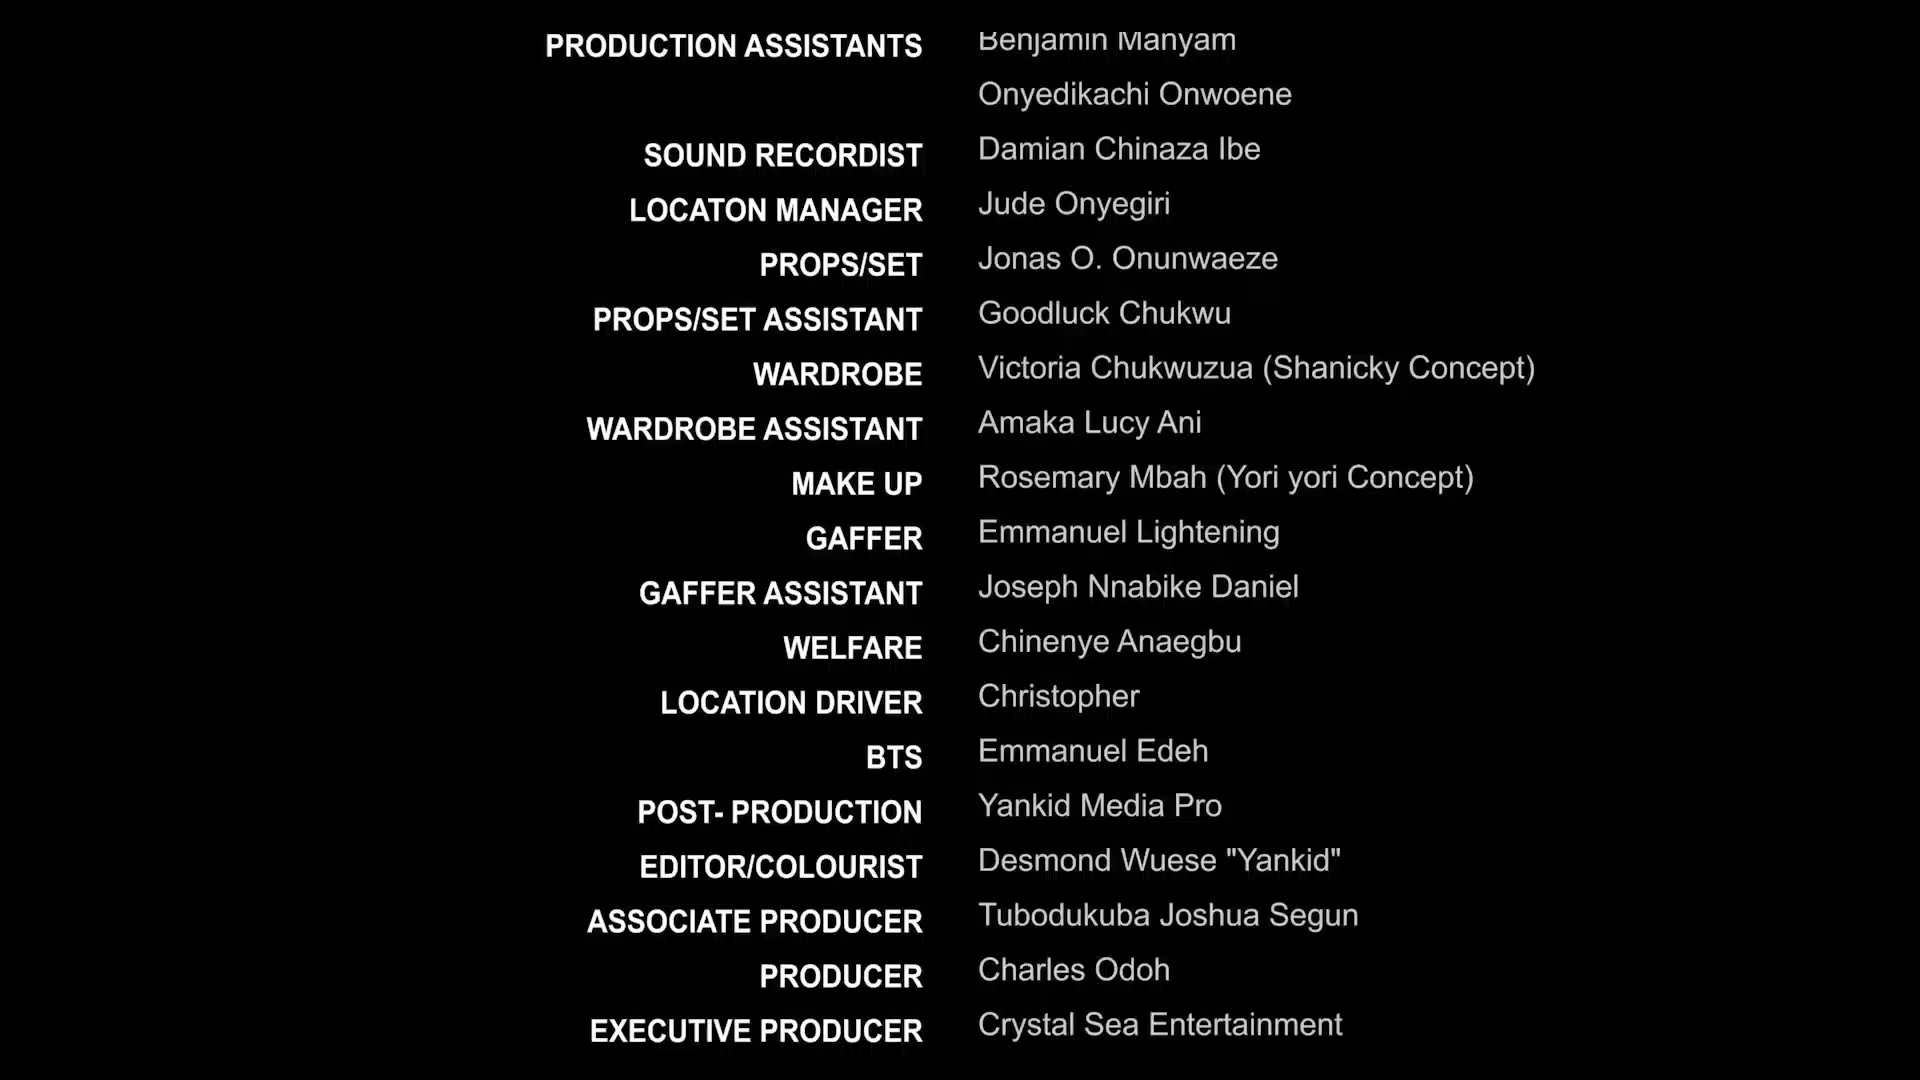 PRODUCTION ASSISTANTS Benjamin Manyam
Onyedikachi Onwoene
SOUND RECORDIST Damian Chinaza Ibe
LOCATON MANAGER Jude Onyegiri
PROPS/SET Jonas O. Onunwaeze
PROPS/SET ASSISTANT Goodluck Chukwu
WARDROBE Victoria Chukwuzua (Shanicky Concept)
WARDROBE ASSISTANT Amaka Lucy Ani
MAKE UP Rosemary Mbah (Yori yori Concept)
GAFFER Emmanuel Lightening
GAFFER ASSISTANT Joseph Nnabike Daniel
WELFARE Chinenye Anaegbu
LOCATION DRIVER Christopher
BTS Emmanuel Edeh
POST- PRODUCTION Yankid Media Pro
EDITOR/COLOURIST Desmond Wuese "Yankid"
ASSOCIATE PRODUCER Tubodukuba Joshua Segun
PRODUCER Charles Odoh
EXECUTIVE PRODUCER Crystal Sea Entertainment